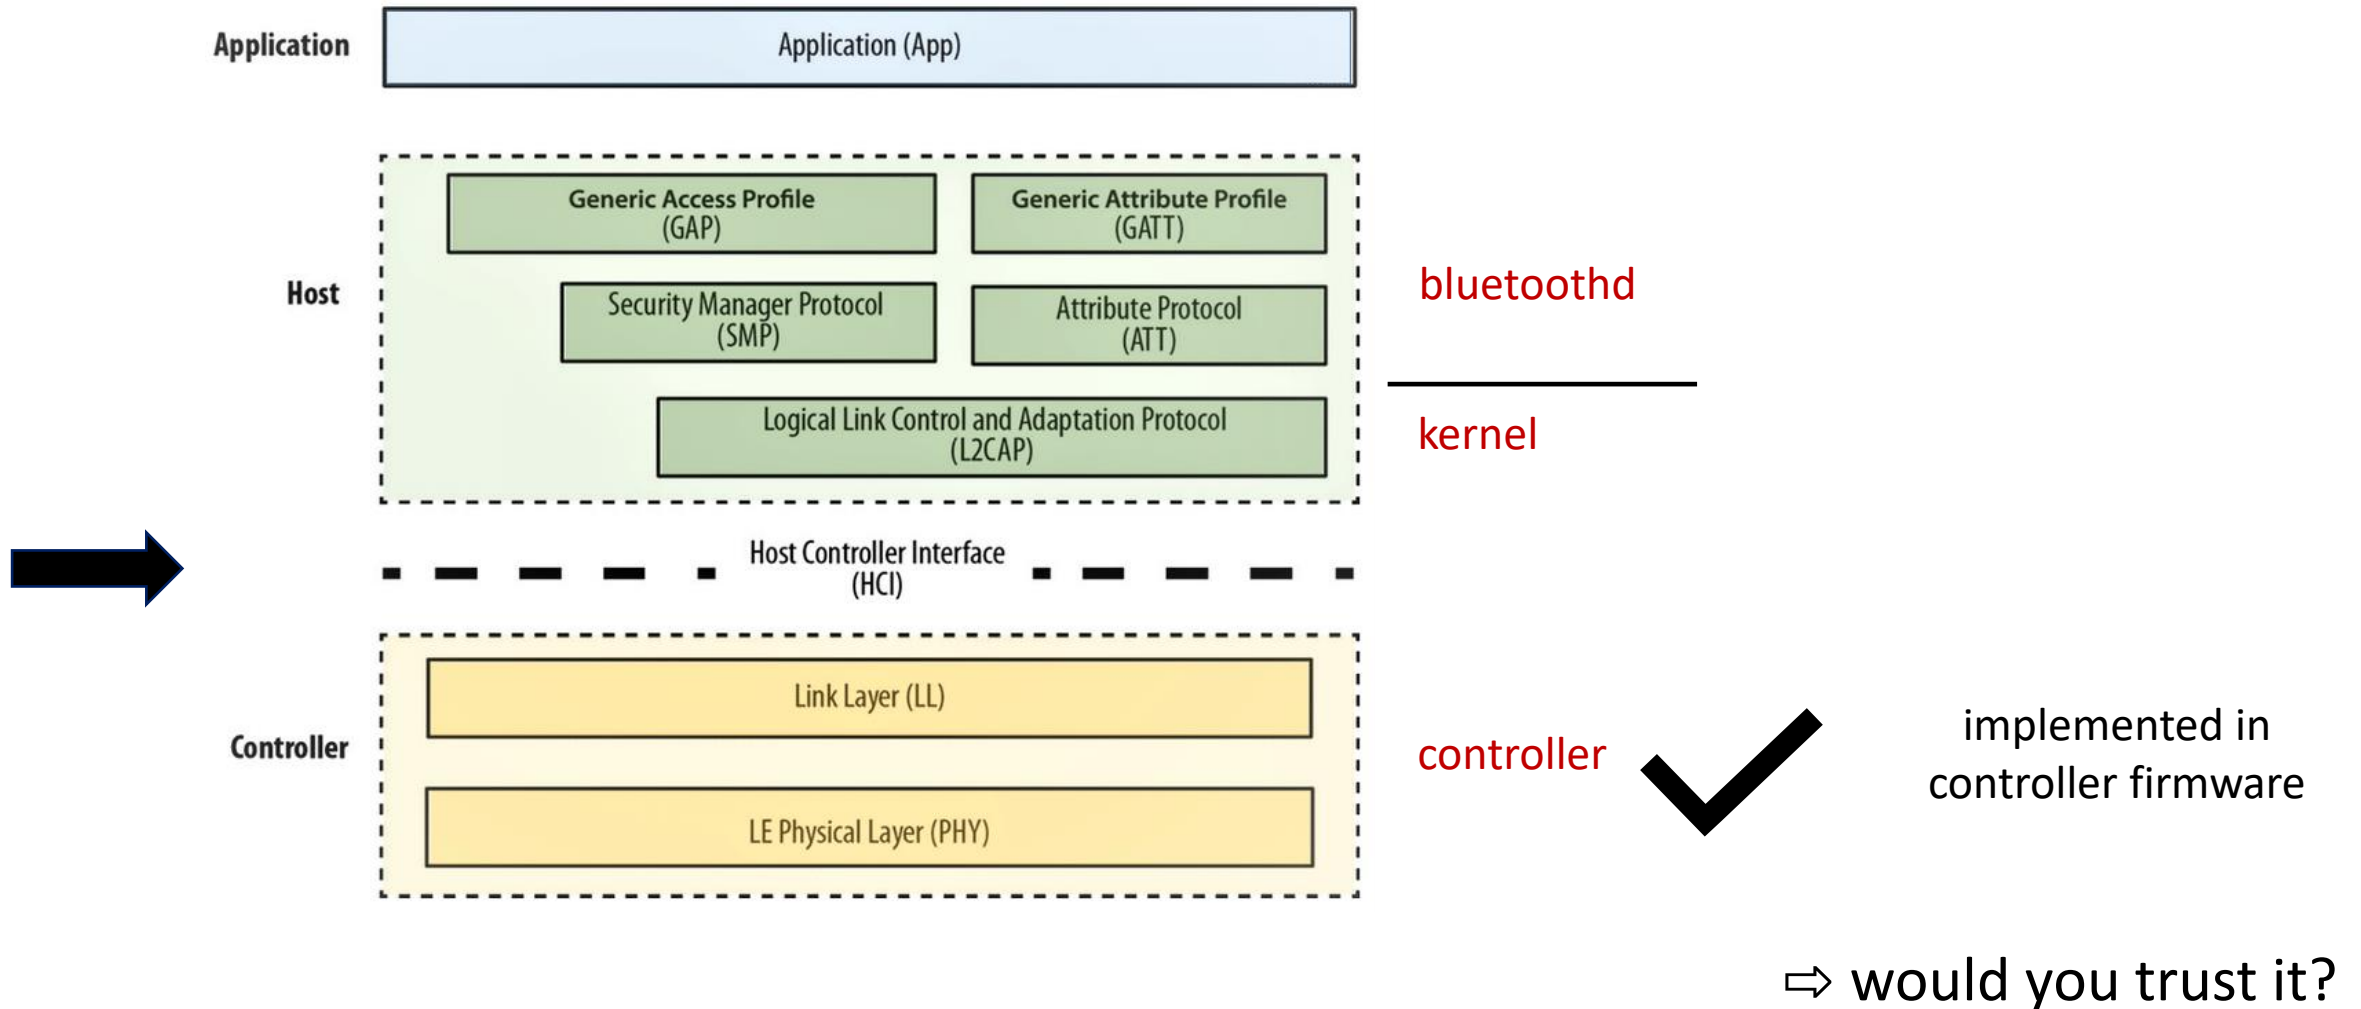 Application
Application (App)
Generic Access Profile
(GAP)
Generic Attribute Profile
(GATT)
Host
Security Manager Protocol
(SMP)
Attribute Protocol
(ATT)
bluetoothd
Logical Link Control and Adaptation Protocol
(L2CAP)
kernel
Host Controller Interface
(HCI)
Link Layer (LL)
Controller
controller
implemented in
controller firmware
LE Physical Layer (PHY)
⇨ would you trust it?